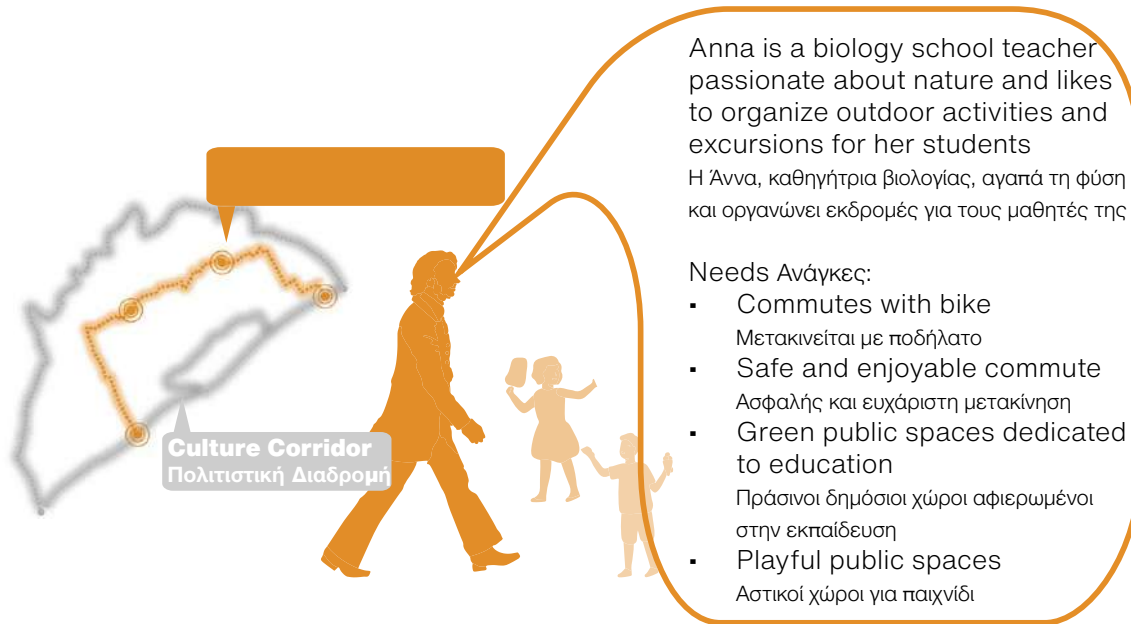 Anna is a biology school teacher
passionate about nature and likes
to organize outdoor activities and
excursions for her students
Η Άννα, καθηγήτρια βιολογίας, αγαπά τη φύση
και οργανώνει εκδρομές για τους μαθητές της
Needs Ανάγκες:
▪ Commutes with bike
Μετακινείται με ποδήλατο
▪ Safe and enjoyable commute
Ασφαλής και ευχάριστη μετακίνηση
▪ Green public spaces dedicated
to education
Πράσινοι δημόσιοι χώροι αφιερωμένοι
στην εκπαίδευση
▪ Playful public spaces
Αστικοί χώροι για παιχνίδι
Culture Corridor
Πολιτιστική Διαδρομή